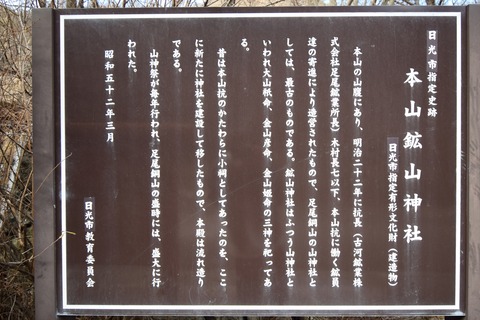 日光市指定史跡
本山鉱山神社
日光市指定有形文化財（建造物）
本山の山腹にあり、明治二十二年に抗長（古河鉱業株
式会社足尾鉱業所長）木村長七以下、本山抗に働く鉱員
達の寄進により造営されたもので、足尾銅山の山神社と
しては、最古のものである。鉱山神社はふつう山神社と
いわれ大山祇命、金山彦命、金山姫命の三神を祀ってあ
る。
昔は本山抗のかたわらに小祠としてあったのを、ここ
に新たに神社を建設して移したもので、本殿は流れ造り
である。
山神祭が毎年行われ、足尾銅山の盛時には、盛大に行
われた。
昭和五十二年三月
日光市教育委員会